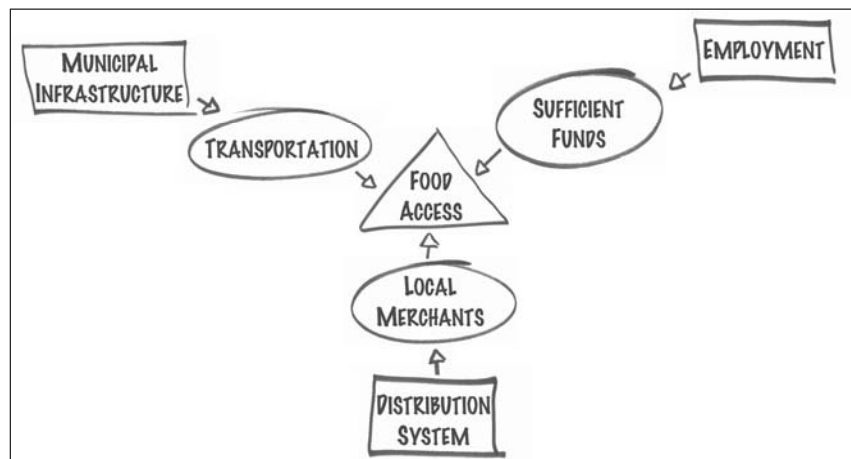 MUNICIPAL
INFRASTRUCTURE
EMPLOYMENT
TRANSPORTATION
SUFFICIENT
FUNDS
FOOD
ACCESS
LOCAL
MERCHANTS
DISTRIBUTION
SYSTEM